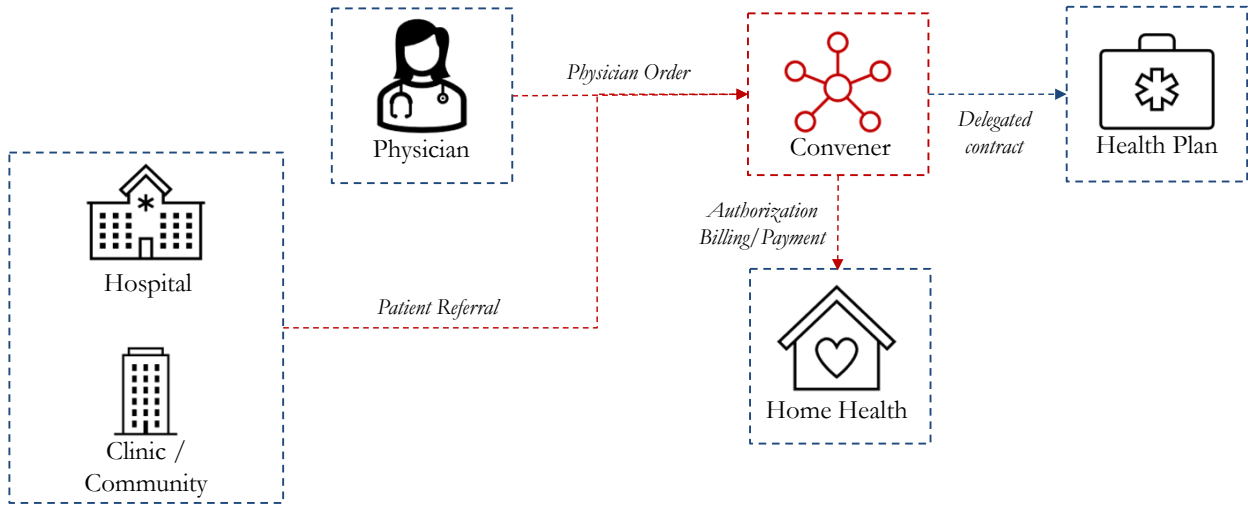 Physician Order
Physician
Convener
Delegated
contract
Health Plan
Hospital
Authorization
Billing/Payment
Patient Referral
Clinic /
Community
Home Health